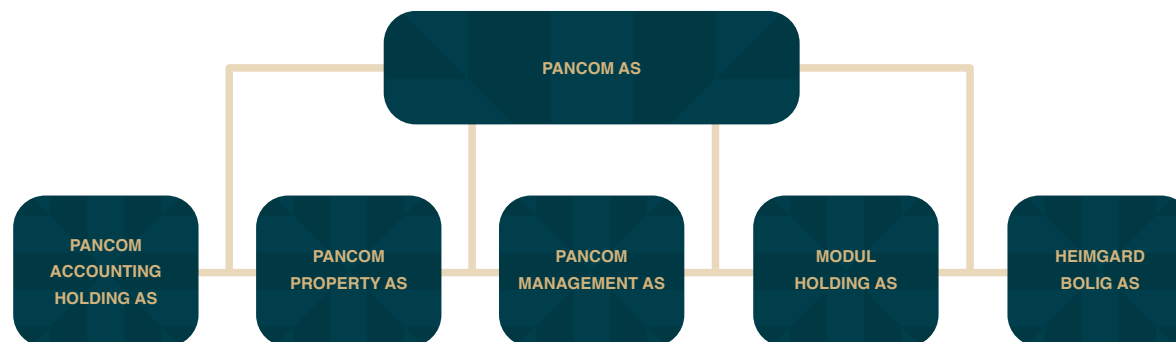 PANCOM AS
PANCOM
ACCOUNTING
HOLDING AS
PANCOM
PROPERTY AS
PANCOM
MANAGEMENT AS
MODUL
HOLDING AS
HEIMGARD
BOLIG AS